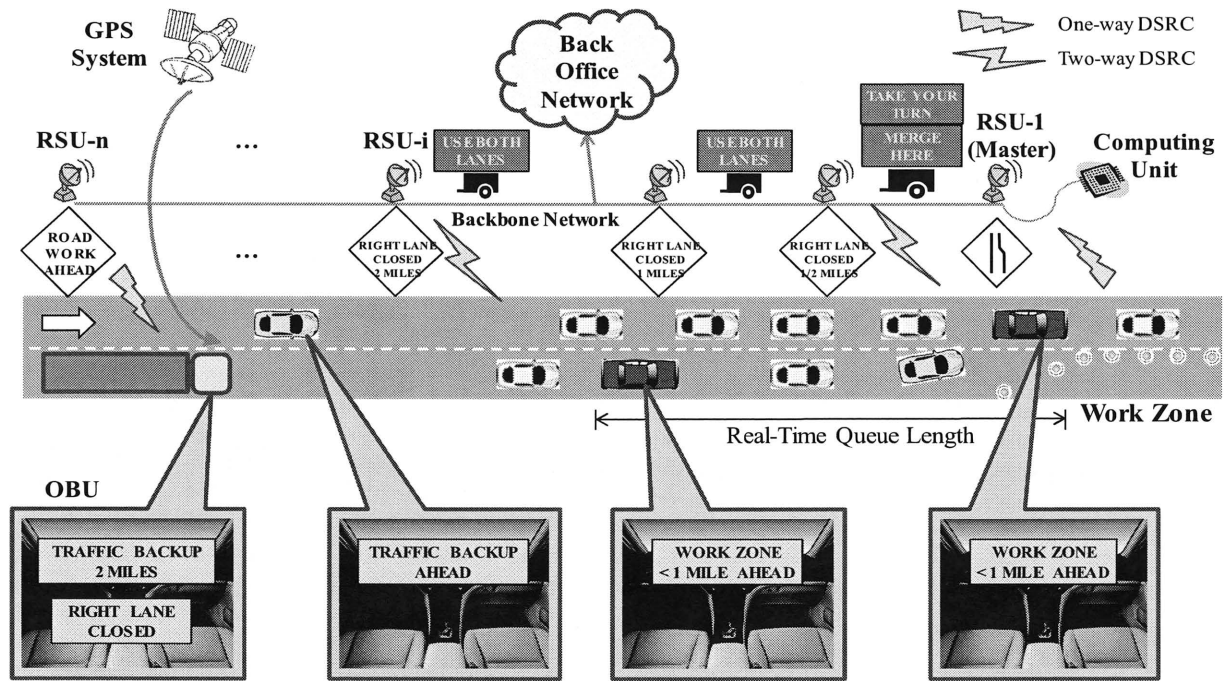 GPS
System
Back
Office
Network
One-way DSRC
Two-way DSRC
RSU-n
...
RSU-i
USE BOTH
LANES
USE BOTH
LANES
TAKE YOUR
TURN
MERGE
HERE
RSU-1
(Master)
Computing
Unit
Backbone Network
ROAD
WORK
AHEAD
...
RIGHT LANE
CLOSED
2 MILES
RIGHT LANE
CLOSED
1 MILES
RIGHT LANE
CLOSED
1/2 MILES
Work Zone
Real-Time Queue Length
OBU
TRAFFIC BACKUP
2 MILES
RIGHT LANE
CLOSED
TRAFFIC BACKUP
AHEAD
WORK ZONE
< 1 MILE AHEAD
WORK ZONE
< 1 MILE AHEAD